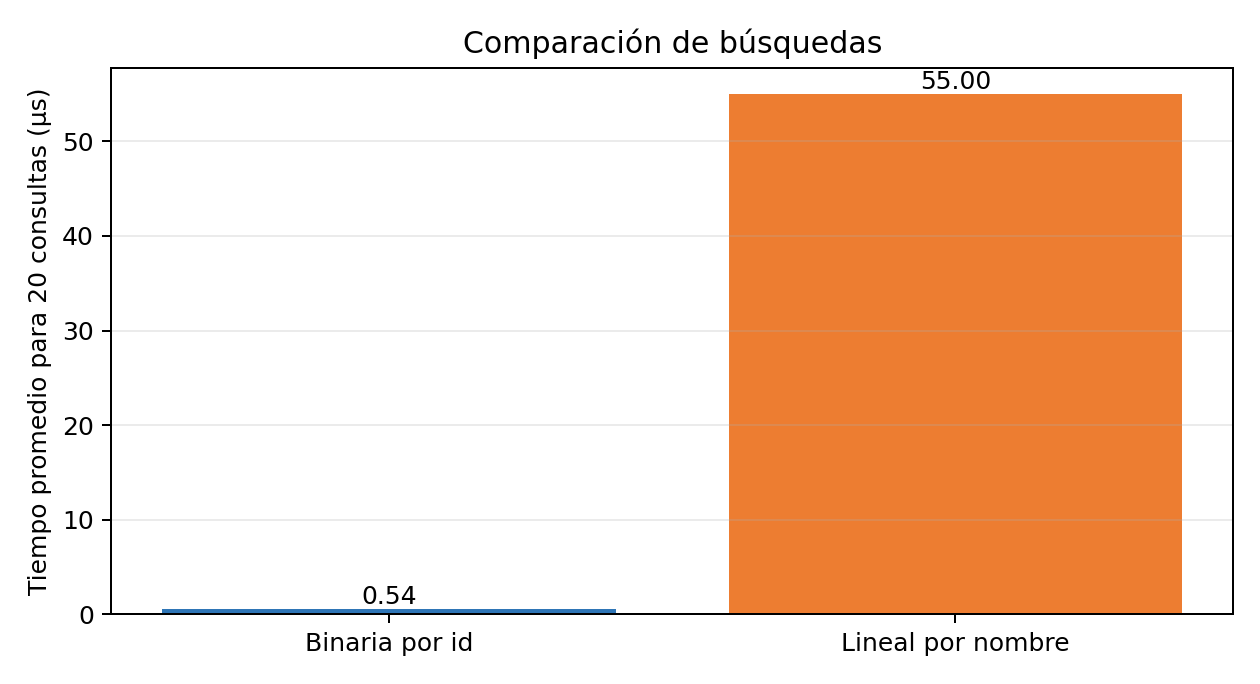 Comparación de búsquedas
Tiempo promedio para 20 consultas (µs)
50
40
30
20
10
0
0.54
55.00
Binaria por id
Lineal por nombre